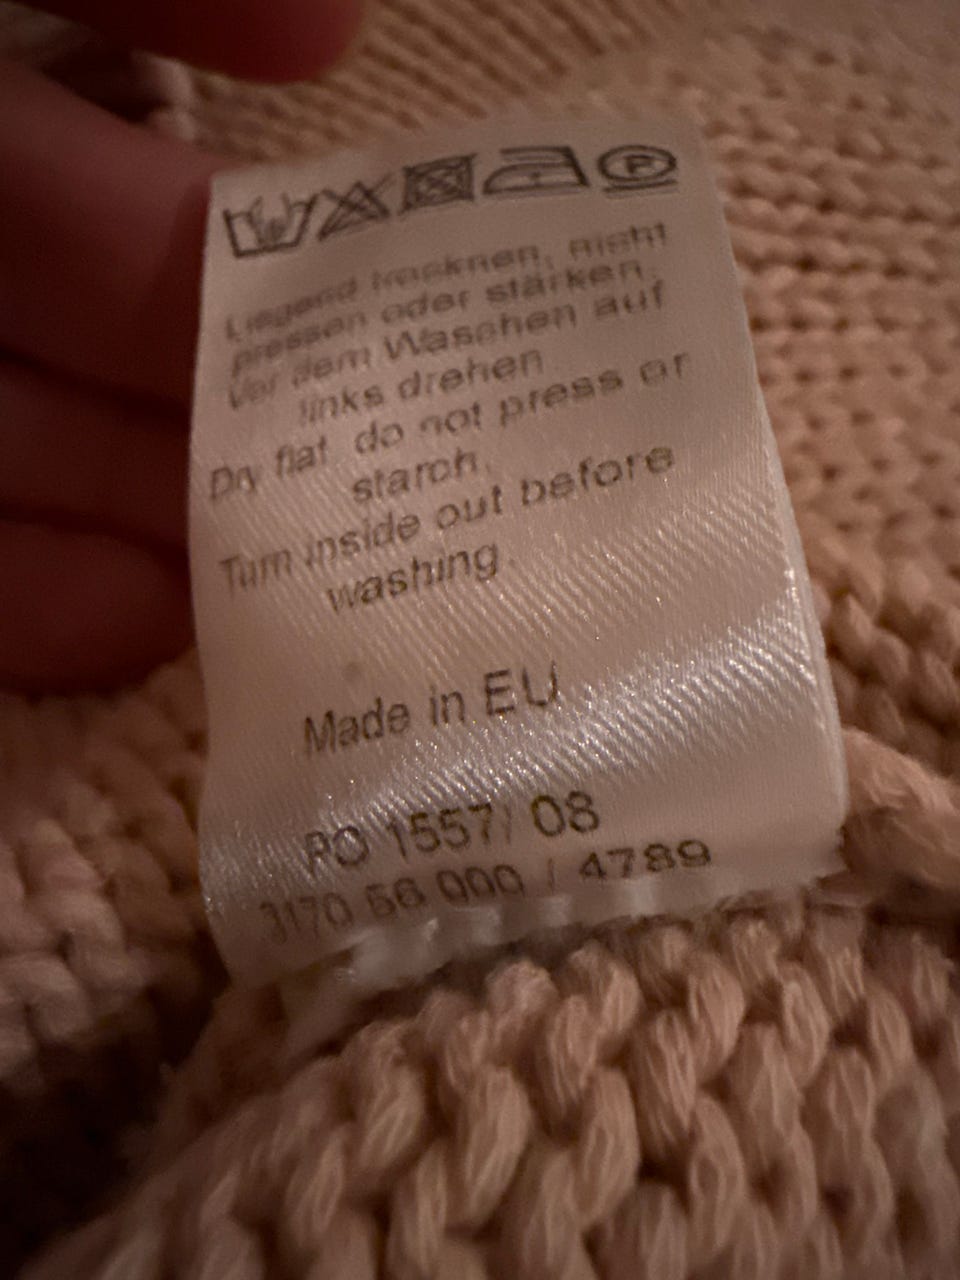 P
Liegend trocknen, nicht
pressen oder stärken.
Vor dem Waschen auf
links drehen
Dry flat, do not press or
starch.
Turn inside out before
washing.
Made in EU
PO 1557/ 08
3170 56 000 / 4789